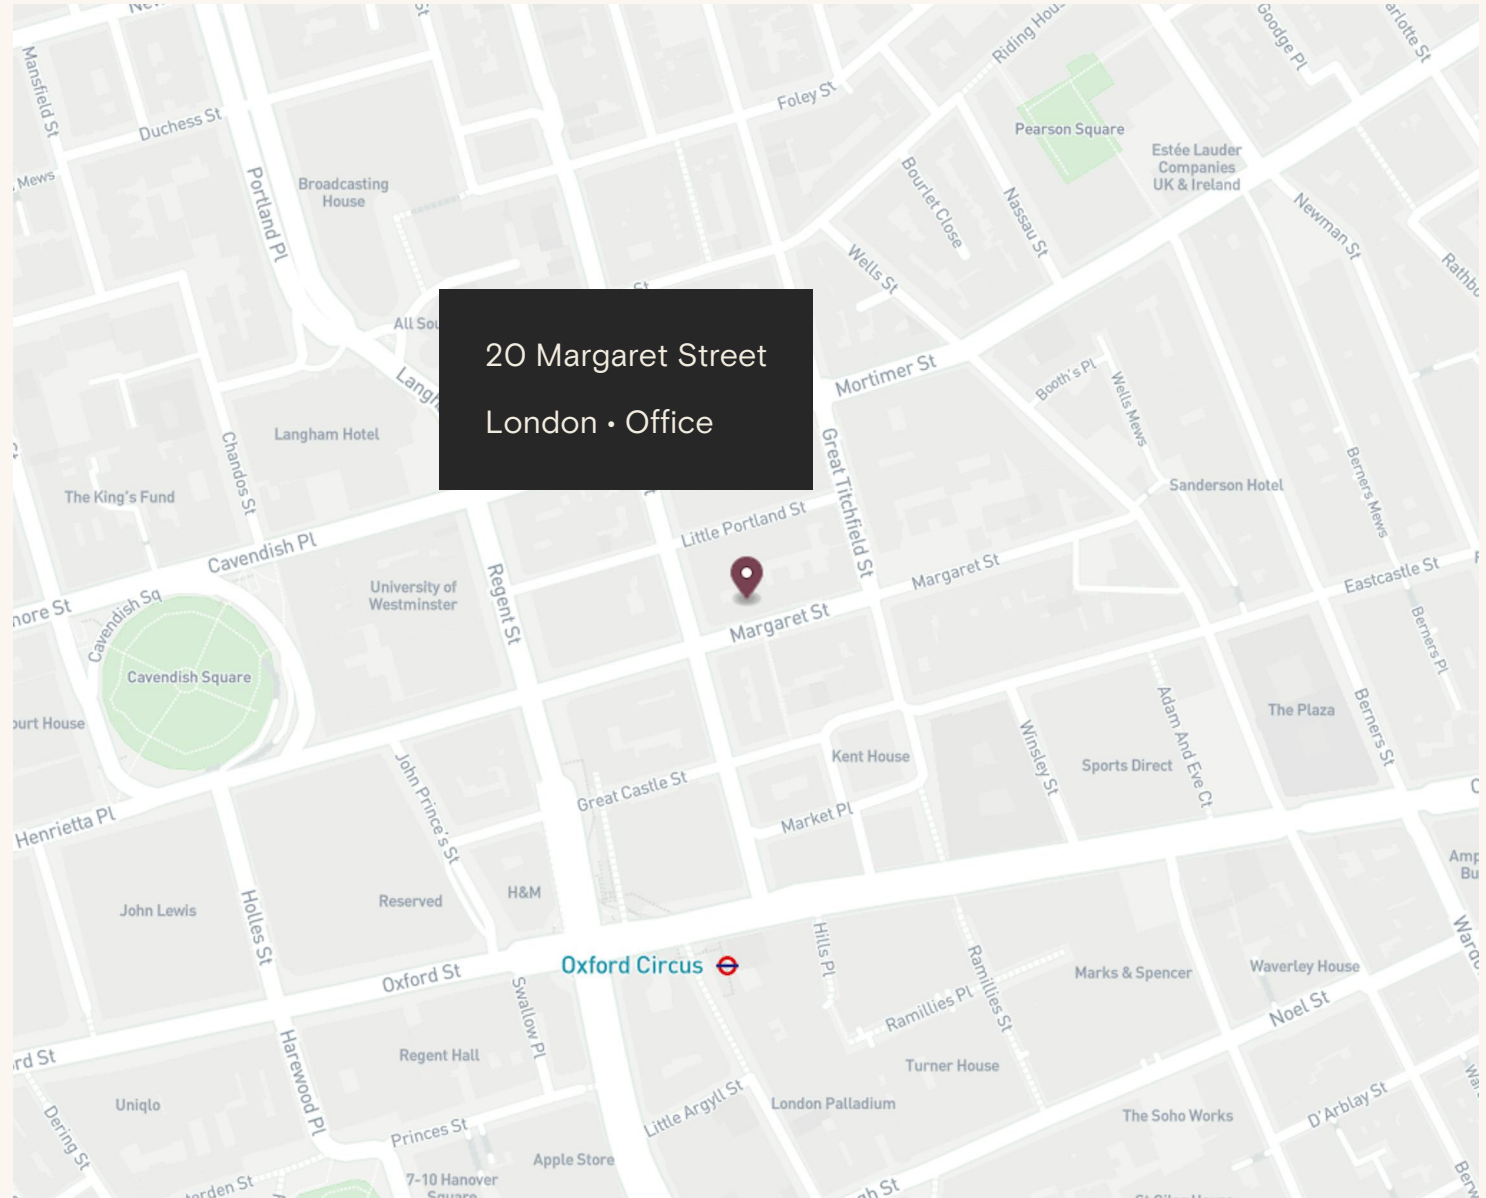 Mansfield St
Duchess St
Mews
Portland Pl
Broadcasting
House
Foley St
Pearson Square
Estée Lauder
Companies
UK & Ireland
Goodge Pl
Bourlet Close
Nassau St
Newman St
Wells St
St
20 Margaret Street
London • Office
Mortimer St
Booth's Pl
Wells Mews
Langham Hotel
Chandos St
The King's Fund
Great Titchfield St
Sanderson Hotel
Berners Mews
Little Portland St
Cavendish Pl
Margaret St
Eastcastle St
University of
Westminster
Regent St
Cavendish Sq
Margaret St
Berners Pl
Cavendish Square
Adam And Eve Ct
The Plaza
Berners St
Winsley St
Kent House
Sports Direct
John Prince's St
Great Castle St
Market Pl
Henrietta Pl
H&M
Reserved
John Lewis
Holles St
Hills Pl
Oxford St
Oxford Circus
Ramillies St
Marks & Spencer
Waverley House
Swallow Pl
Ramillies Pl
Noel St
Regent Hall
Harewood Pl
Turner House
Uniqlo
Little Argyll St
London Palladium
The Soho Works
D'Arblay St
Dering St
Princes St
Apple Store
7-10 Hanover
Square